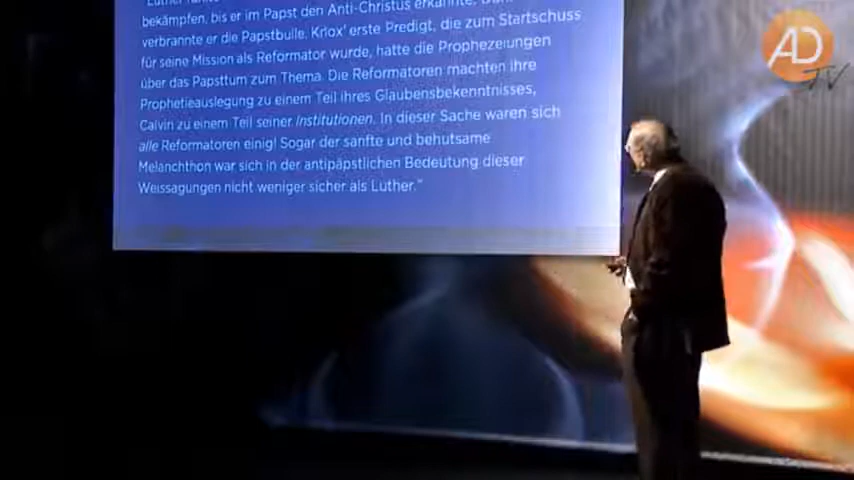 "Luther
bekämpfen, bis er im Papst den Anti-Christus erkannte.
verbrannte er die Papstbulle. Knox' erste Predigt, die zum Startschuss
für seine Mission als Reformator wurde, hatte die Prophezeiungen
über das Papsttum zum Thema. Die Reformatoren machten ihre
Prophetieauslegung zu einem Teil ihres Glaubensbekenntnisses,
Calvin zu einem Teil seiner Institutionen. In dieser Sache waren sich
alle Reformatoren einig! Sogar der sanfte und behutsame
Melanchthon war sich in der antipäpstlichen Bedeutung dieser
Weissagungen nicht weniger sicher als Luther."
AD
TV